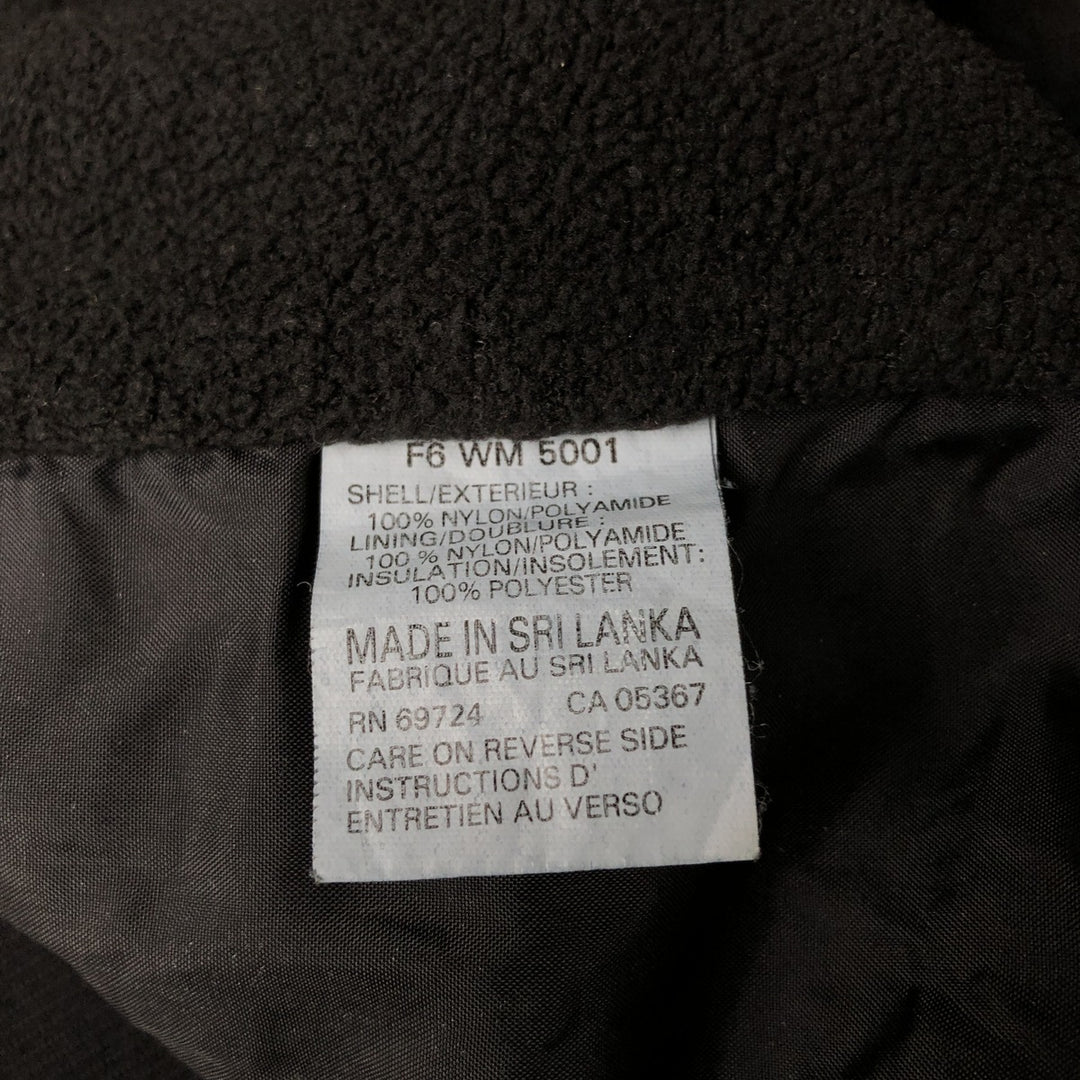 F6 WM 5001
SHELL/EXTERIEUR :
100% NYLON/POLYAMIDE
LINING/DOUBLURE :
100 % NYLON/POLYAMIDE
INSULATION/INSOLEMENT:
100% POLYESTER
MADE IN SRI LANKA
FABRIQUE AU SRI LANKA
RN 69724 CA 05367
CARE ON REVERSE SIDE
INSTRUCTIONS D'
ENTRETIEN AU VERSO